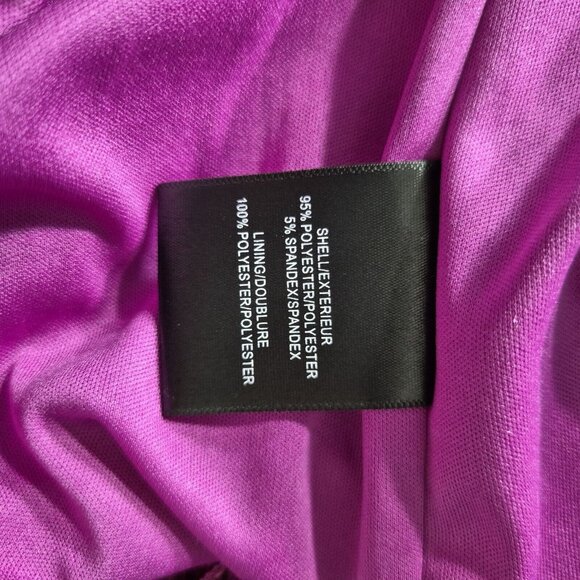 SHELL/EXTERIEUR
95% POLYESTER/POLYESTER
5% SPANDEX/SPANDEX
LINING/DOUBLURE
100% POLYESTER/POLYESTER